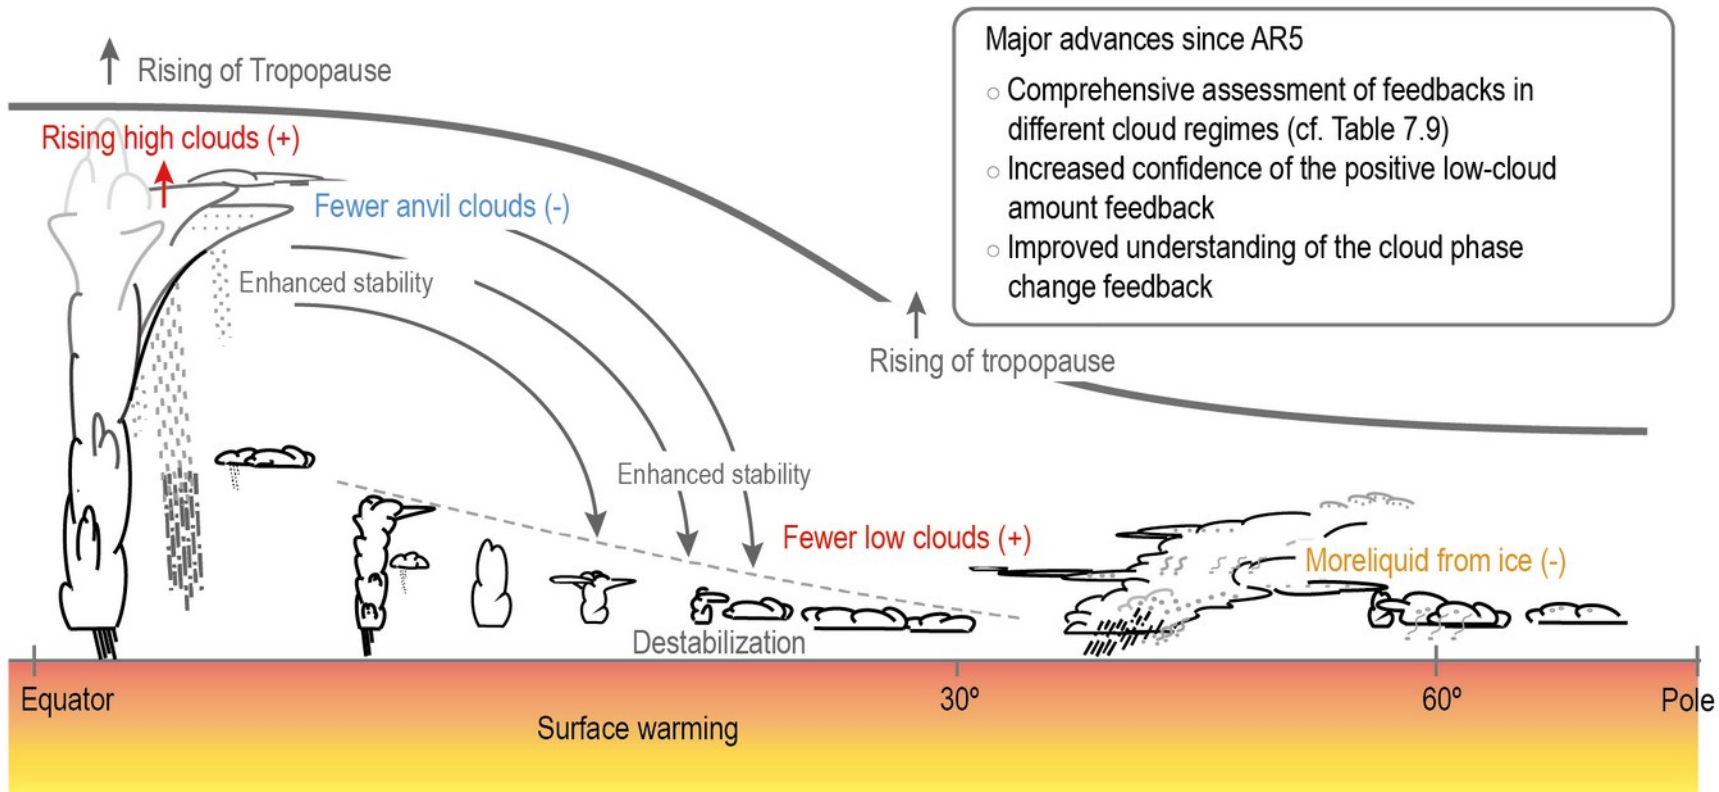 Rising of Tropopause
Rising high clouds (+)
Fewer anvil clouds (-)
Enhanced stability
Major advances since AR5
○ Comprehensive assessment of feedbacks in
different cloud regimes (cf. Table 7.9)
○ Increased confidence of the positive low-cloud
amount feedback
○ Improved understanding of the cloud phase
change feedback
Rising of tropopause
Enhanced stability
Fewer low clouds (+)
Moreliquid from ice (-)
Destabilization
Equator
30º
60º
Pole
Surface warming